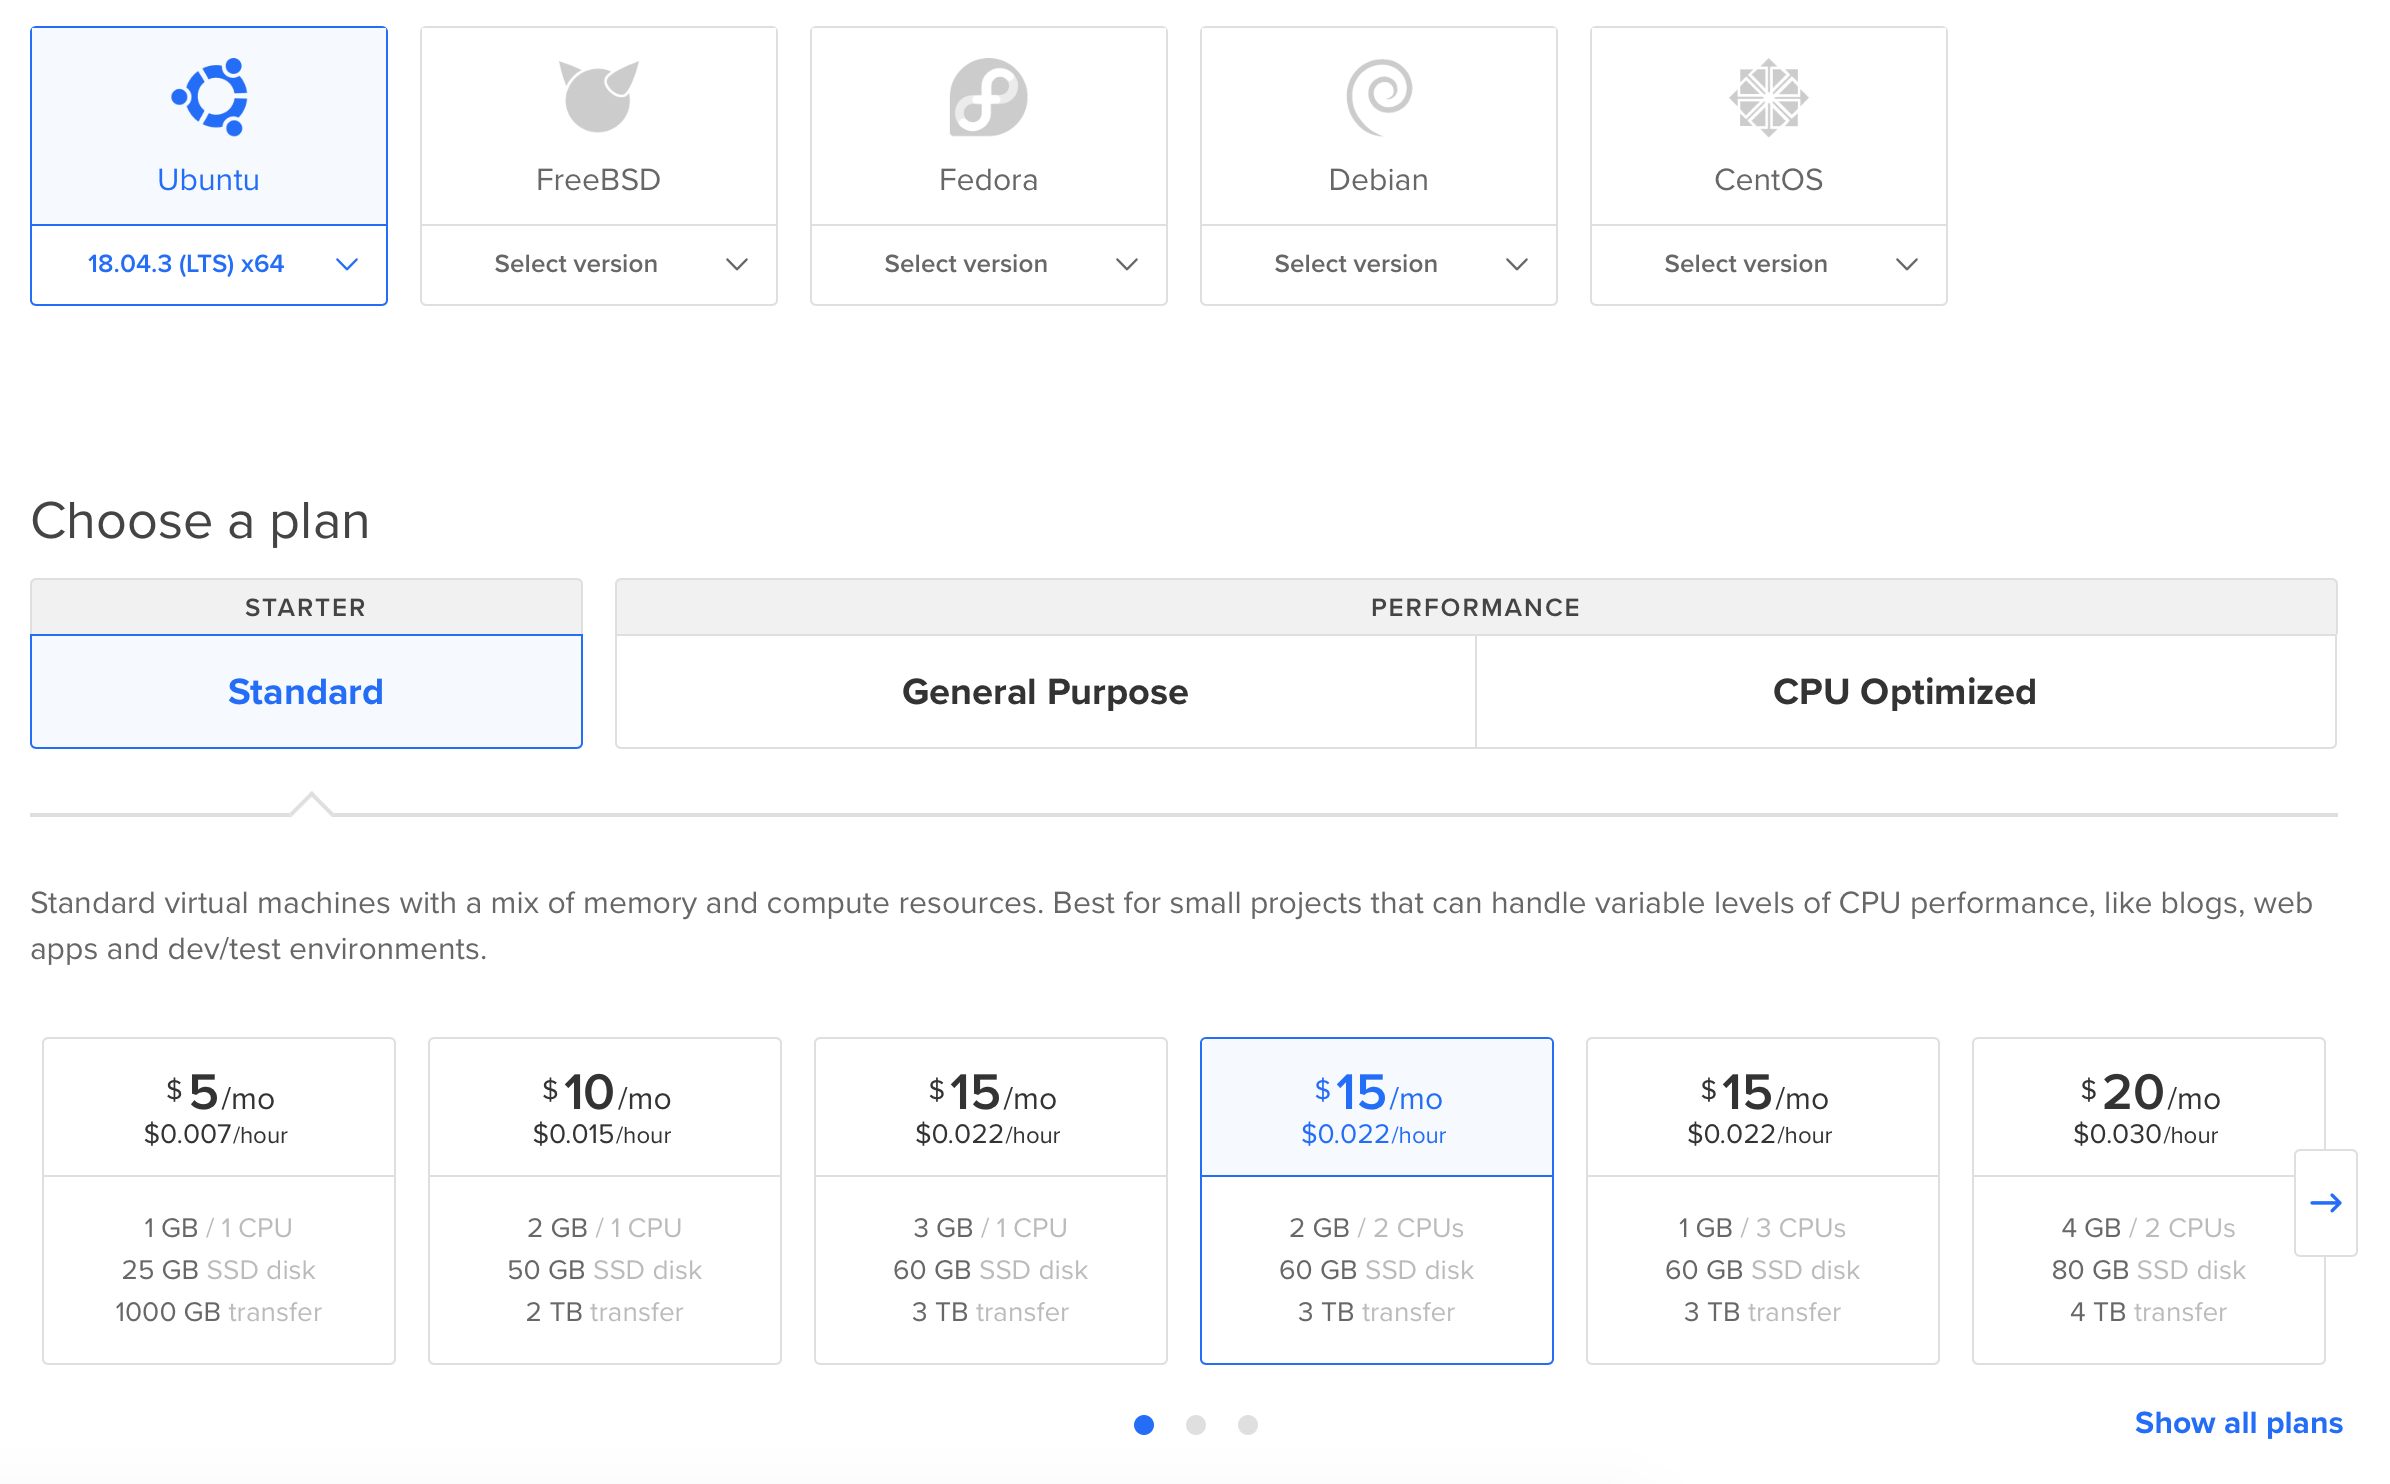 Ubuntu
FreeBSD
Fedora
Debian
CentOS
18.04.3 (LTS) x64
Select version
Select version
Select version
Select version
Choose a plan
STARTER
PERFORMANCE
Standard
General Purpose
CPU Optimized
Standard virtual machines with a mix of memory and compute resources. Best for small projects that can handle variable levels of CPU performance, like blogs, web
apps and dev/test environments.
$5/mo
$0.007/hour
1 GB / 1 CPU
25 GB SSD disk
1000 GB transfer
$10/mo
$0.015/hour
2 GB / 1 CPU
50 GB SSD disk
2 TB transfer
$15/mo
$0.022/hour
3 GB / 1 CPU
60 GB SSD disk
3 TB transfer
$15/mo
$0.022/hour
2 GB / 2 CPUs
60 GB SSD disk
3 TB transfer
$15/mo
$0.022/hour
1 GB / 3 CPUs
60 GB SSD disk
3 TB transfer
$20/mo
$0.030/hour
4 GB / 2 CPUs
80 GB SSD disk
4 TB transfer
Show all plans